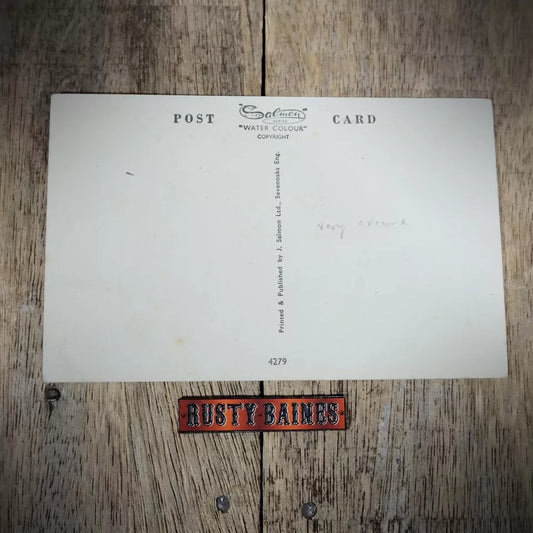 POST CARD
"Salmon
SERIES
"WATER COLOUR"
COPYRIGHT
Printed & Published by J. Salmon Ltd., Sevenoaks Eng.
very
4279
RUSTY·BAINES